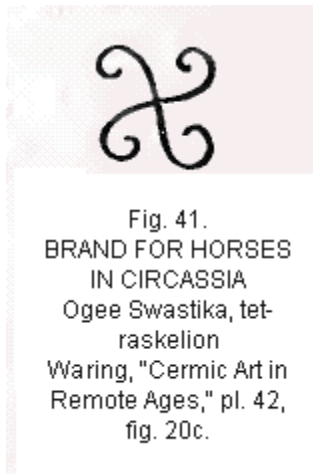 Fig. 41.
BRAND FOR HORSES
IN CIRCASSIA
Ogee Swastika, tet-
raskelion
Waring, "Cermic Art in
Remote Ages," pl. 42,
fig. 20c.